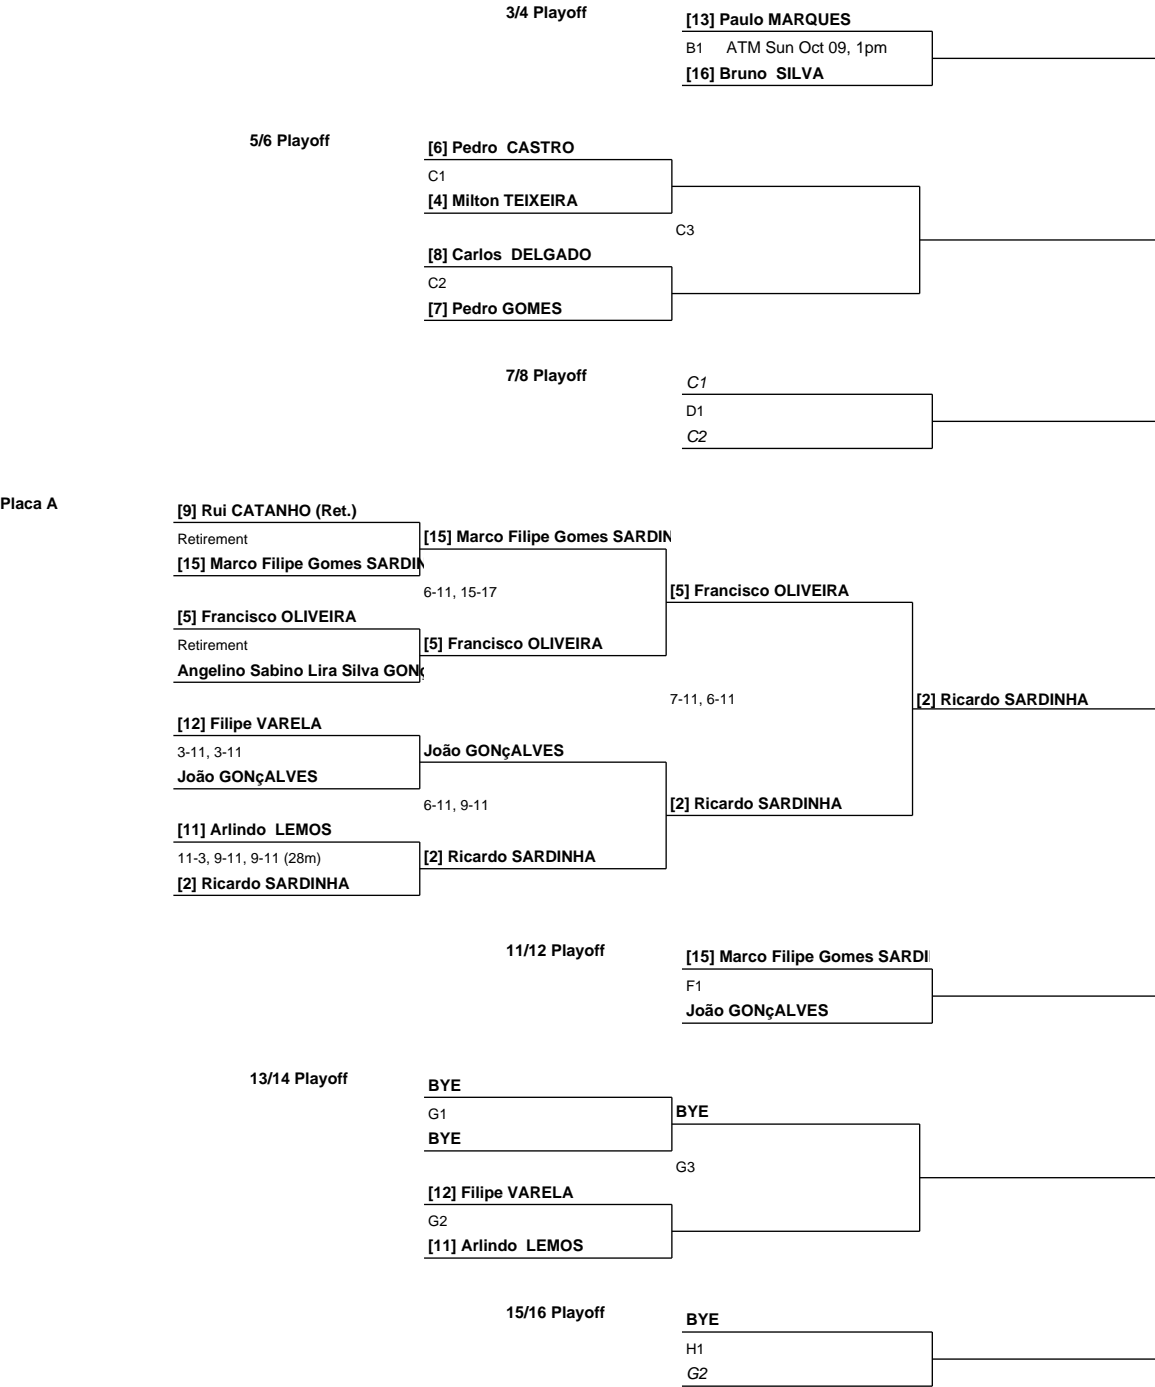 3/4 Playoff
[13] Paulo MARQUES
B1 ATM Sun Oct 09, 1pm
[16] Bruno SILVA
5/6 Playoff
[6] Pedro CASTRO
C1
[4] Milton TEIXEIRA
C3
[8] Carlos DELGADO
C2
[7] Pedro GOMES
7/8 Playoff
C1
D1
C2
Placa A
[9] Rui CATANHO (Ret.)
Retirement
[15] Marco Filipe Gomes SARDIN
[15] Marco Filipe Gomes SARDIN
6-11, 15-17
[5] Francisco OLIVEIRA
[5] Francisco OLIVEIRA
Retirement
[5] Francisco OLIVEIRA
Angelino Sabino Lira Silva GONç
7-11, 6-11
[2] Ricardo SARDINHA
[12] Filipe VARELA
3-11, 3-11
João GONçALVES
João GONçALVES
6-11, 9-11
[2] Ricardo SARDINHA
[11] Arlindo LEMOS
11-3, 9-11, 9-11 (28m)
[2] Ricardo SARDINHA
[2] Ricardo SARDINHA
11/12 Playoff
[15] Marco Filipe Gomes SARDI
F1
João GONçALVES
13/14 Playoff
BYE
G1
BYE
BYE
G3
[12] Filipe VARELA
G2
[11] Arlindo LEMOS
15/16 Playoff
BYE
H1
G2